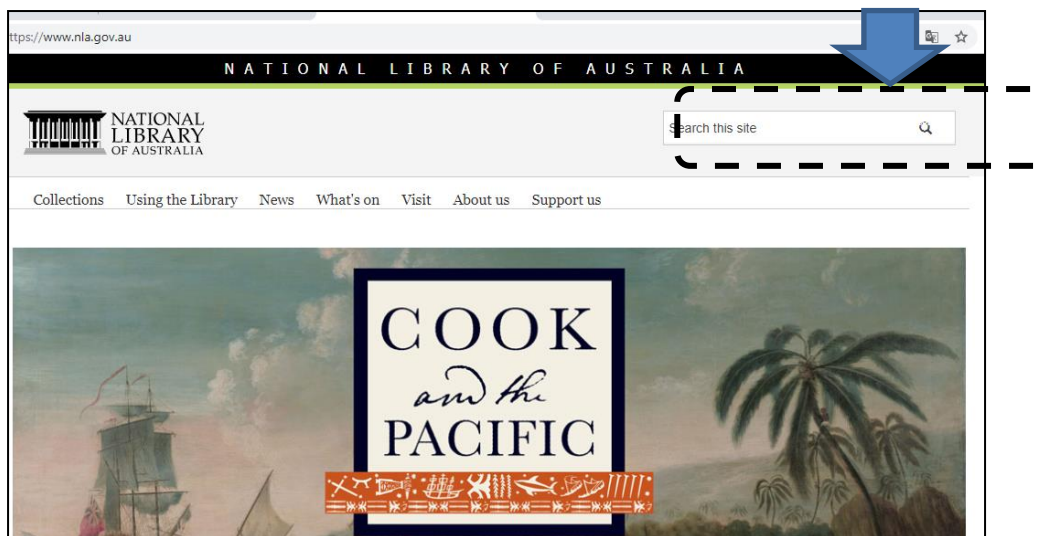 ttps://www.nla.gov.au
NATIONAL LIBRARY OF AUSTRALIA
NATIONAL
LIBRARY
OF AUSTRALIA
Search this site
Collections Using the Library News What's on Visit About us Support us
COOK
and the
PACIFIC